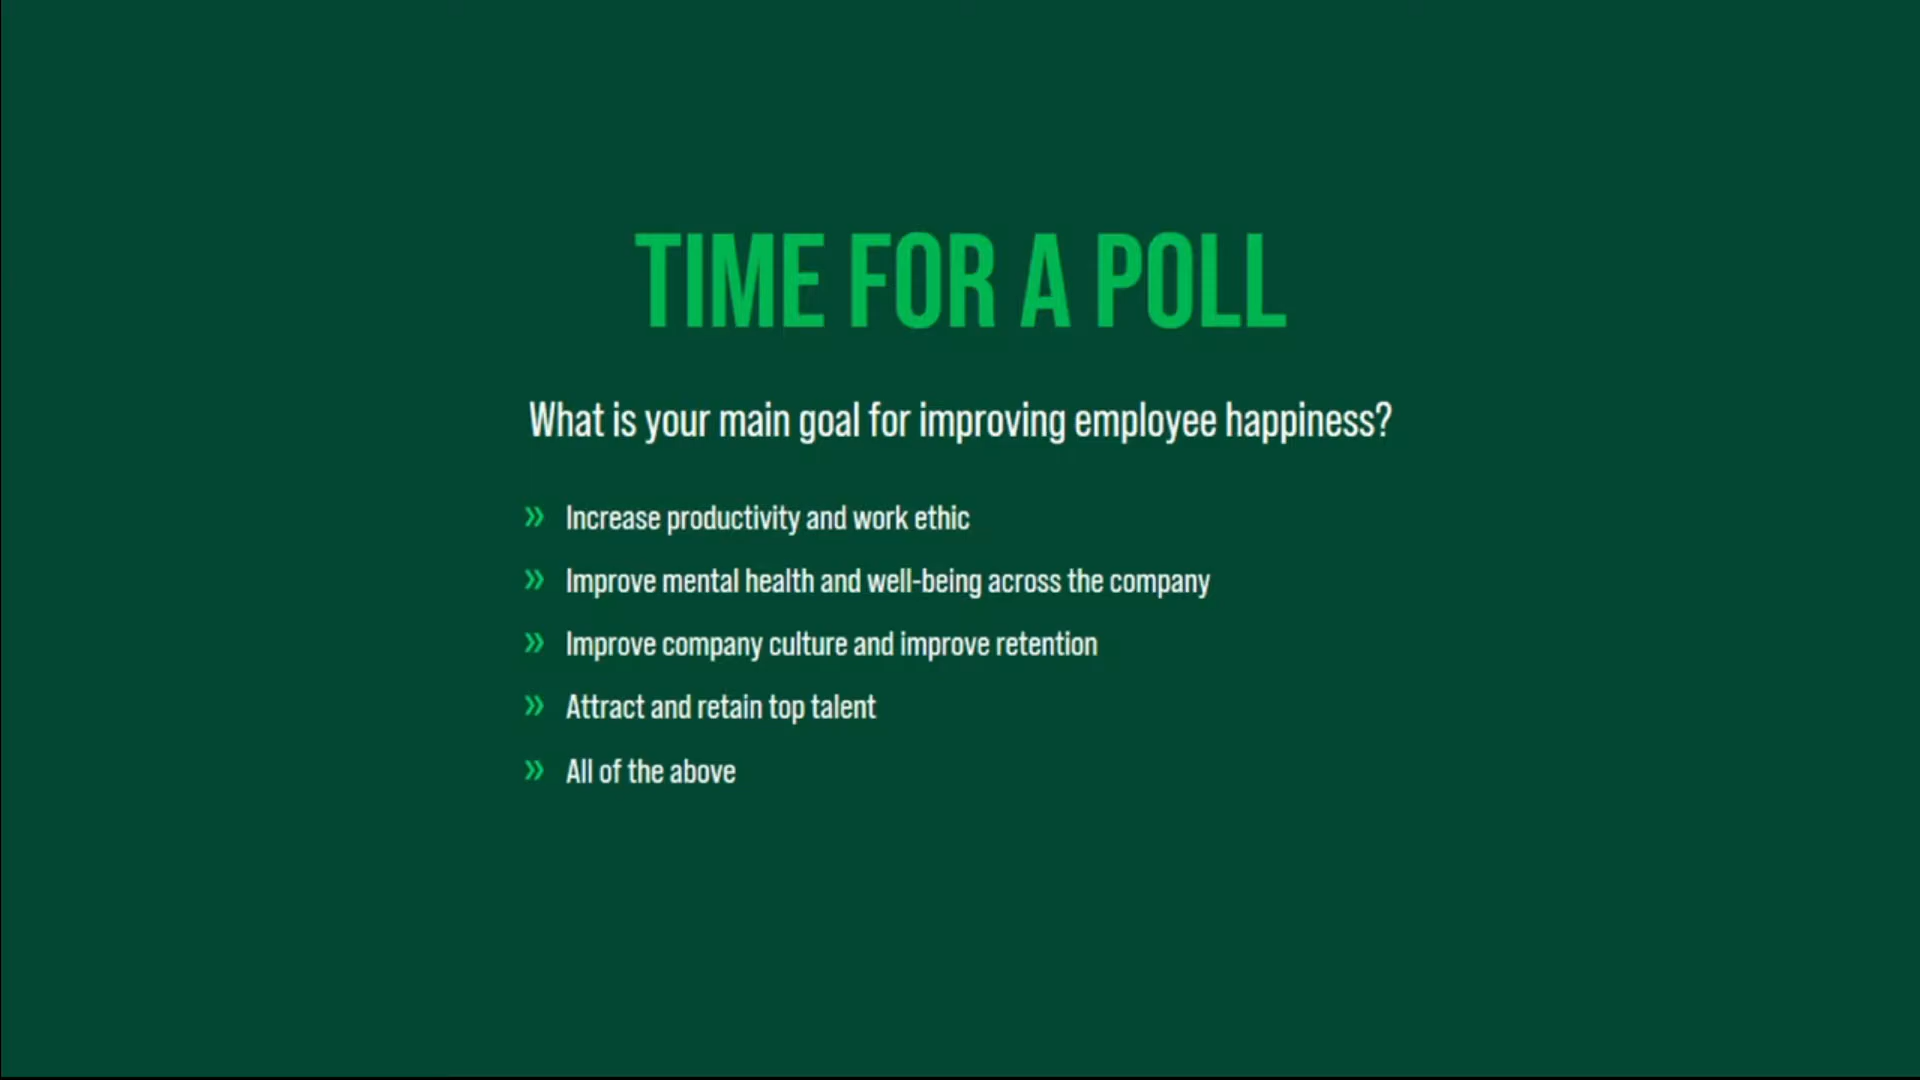 TIME FOR A POLL
What is your main goal for improving employee happiness?
» Increase productivity and work ethic
» Improve mental health and well-being across the company
» Improve company culture and improve retention
» Attract and retain top talent
» All of the above